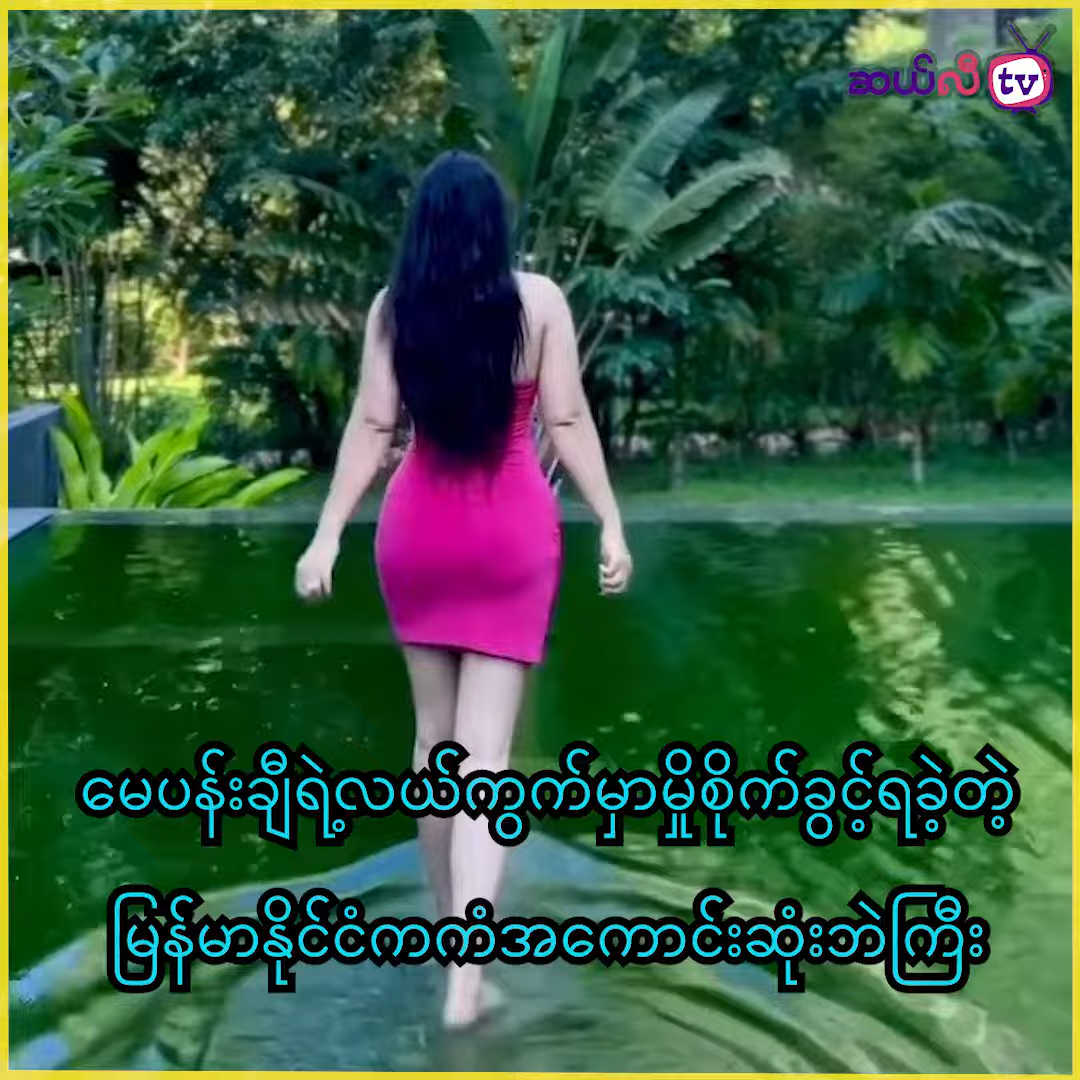 ဆယ်လီ tv
မေပန်းချီရဲ့လယ်ကွက်မှာမှိုစိုက်ခွင့်ရခဲ့တဲ့
မြန်မာနိုင်ငံကကံအကောင်းဆုံးဘဲကြီး